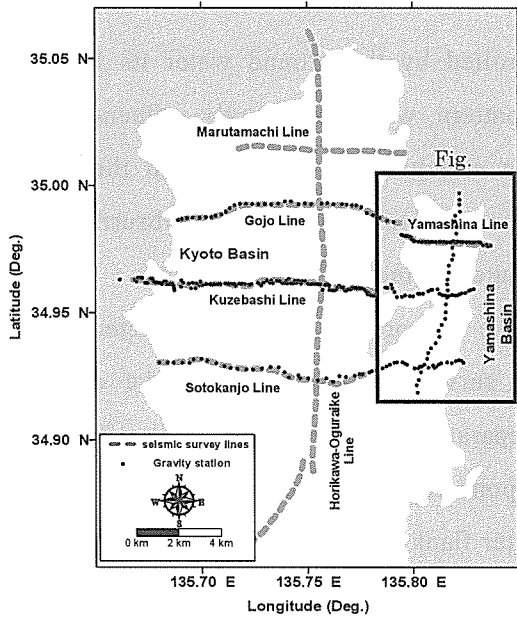 35.05 N
Marutamachi Line
Fig.
35.00 N
Gojo Line
Yamashina Line
Kyoto Basin
Latitude (Deg.)
34.95 N
Kuzebashi Line
Yamashina
Basin
Sotokanjo Line
34.90 N
Horikawa-Oguraike
Line
seismic survey lines
Gravity station
N
W E
S
0 km 2 km 4 km
135.70 E 135.76 E 135.80 E
Longitude (Deg.)